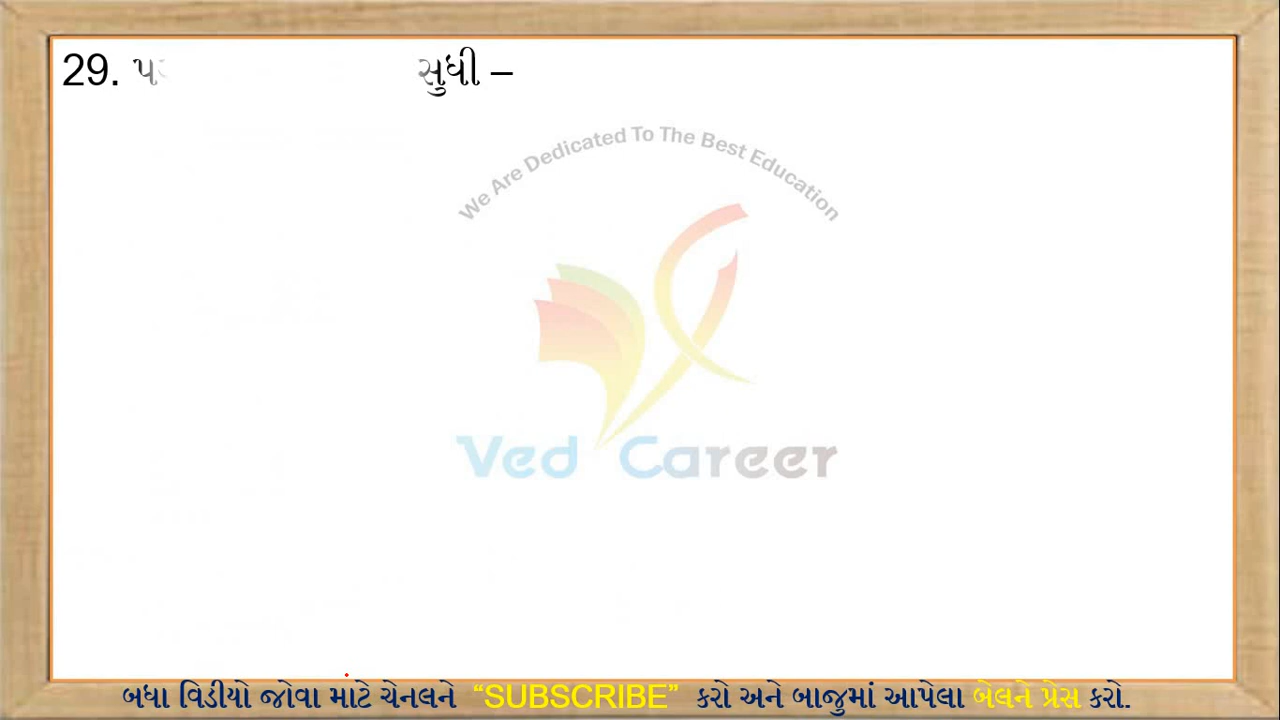 29. સુધી –
We Are Dedicated To The Best Education
Ved Career
બધા વિડીયો જોવા માંટે ચેનલને “SUBSCRIBE” કરો અને બાજુમાં આપેલા બેલને પ્રેસ કરો.